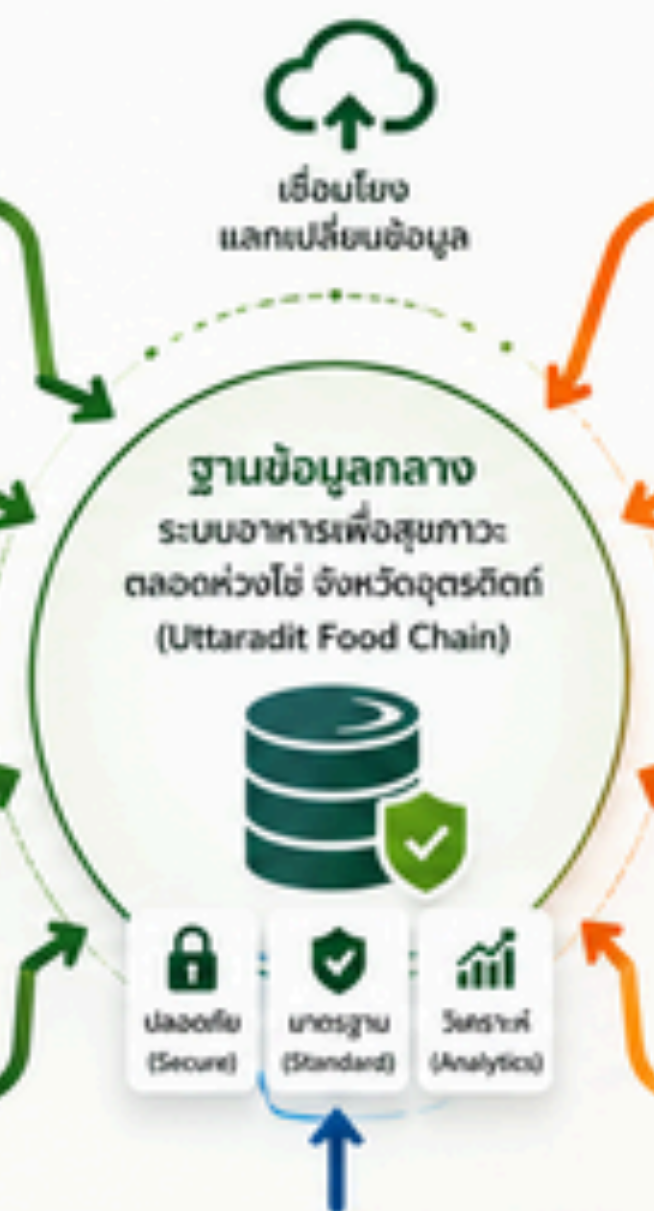 เชื่อมโยง
แลกเปลี่ยนข้อมูล
ฐานข้อมูลกลาง
ระบบอาหารเพื่อสุขภาวะ
ตลอดห่วงโซ่ จังหวัดอุตรดิตถ์
(Uttaradit Food Chain)
ปลอดภัย
(Secure)
มาตรฐาน
(Standard)
วิเคราะห์
(Analytics)